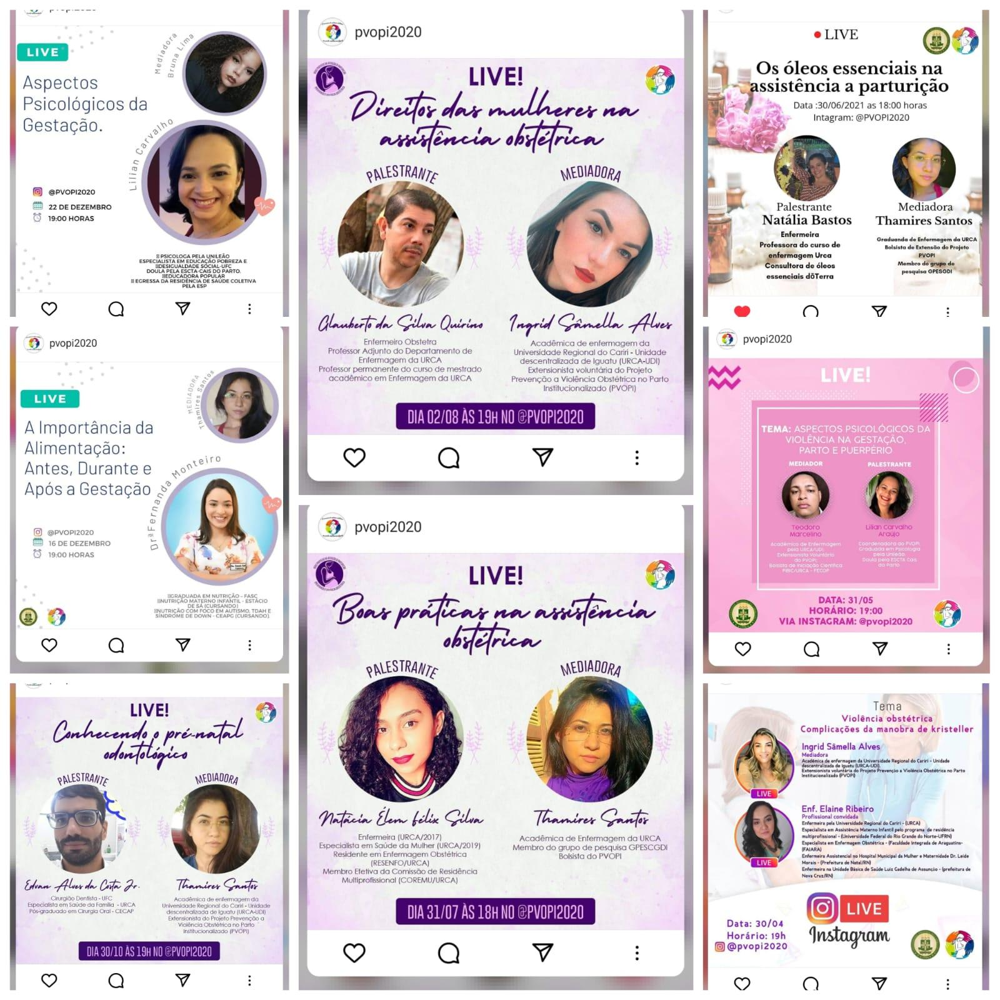 LIVE
Aspectos
Psicológicos da
Gestação.
Mediadora
Bruna Lima
Lilian Carvalho
@PVOPI2020
22 DE DEZEMBRO
19:00 HORAS
PSICOLOGA PELA UNILEÃO
ESPECIALISTA EM EDUCAÇÃO POBREZA E
DESIGUALDADE SOCIAL-UFC
DOULA PELA ESCTA-CAIS DO PARTO.
EDUCADORA POPULAR
EGRESSA DA RESIDÊNCIA DE SAUDE COLETIVA
PELA ESP
pvopi2020
LIVE
A Importância da
Alimentação:
Antes, Durante e
Após a Gestação
MEDIADORA
Thamires Santos
DrªFernanda Monteiro
@PVOPI2020
16 DE DEZEMBRO
19:00 HORAS
GRADUADA EM NUTRIÇÃO – FASC
NUTRIÇÃO MATERNO INFANTIL - ESTÁCIO
DE SÁ (CURSANDO)
NUTRIÇÃO COM FOCO EM AUTISMO, TDAH E
SÍNDROME DE DOWN - CEAPG (CURSANDO).
LIVE!
Conhecendo o pré-natal
odontológico
PALESTRANTE
MEDIADORA
Edvan Alves da Costa Jr.
Cirurgião Dentista - UFC
Especialista em Saúde da Família - URCA
Pós-graduado em Cirurgia Oral - CECAP
Thamires Santos
Acadêmica de enfermagem da
Universidade Regional do Cariri - Unidade
descentralizada de Iguatu (URCA-UDI)
Extensionista do Projeto Prevenção a
Violência Obstétrica no Parto
Institucionalizado (PVOPI)
DIA 30/10 ÀS 19H NO @PVOPI2020
pvopi2020
LIVE!
Direitos das mulheres na
assistência obstétrica
PALESTRANTE
MEDIADORA
Glauberto da Silva Quirino
Enfermeiro Obstetra
Professor Adjunto do Departamento de
Enfermagem da URCA
Professor permanente do curso de mestrado
acadêmico em Enfermagem da URCA
Ingrid Sâmella Alves
Acadêmica de enfermagem da
Universidade Regional do Cariri - Unidade
descentralizada de Iguatu (URCA-UDI)
Extensionista voluntária do Projeto
Prevenção a Violência Obstétrica no Parto
Institucionalizado (PVOPI)
DIA 02/08 ÀS 19H NO @PVOPI2020
pvopi2020
LIVE!
Boas práticas na assistência
obstétrica
PALESTRANTE
MEDIADORA
Natácia Élem Félix Silva
Enfermeira (URCA/2017)
Especialista em Saúde da Mulher (URCA/2019)
Residente em Enfermagem Obstétrica
(RESENFO/URCA)
Membro Efetiva da Comissão de Residência
Multiprofissional (COREMU/URCA)
Thamires Santos
Acadêmica de Enfermagem da URCA
Membro do grupo de pesquisa GPESCGDI
Bolsista do PVOPI
DIA 31/07 ÀS 18H NO @PVOPI2020
LIVE
Os óleos essenciais na
assistência a parturição
Data :30/06/2021 as 18:00 horas
Intagram: @PVOPI2020
Palestrante
Natália Bastos
Enfermeira
Professora do curso de
enfermagem Urca
Consultora de óleos
essenciais dōTerra
Mediadora
Thamires Santos
Graduanda de Enfermagem da URCA
Bolsista de Extensão do Projeto
PVOPI
Membro do grupo de
pesquisa GPESGDI
pvopi2020
LIVE!
TEMA: ASPECTOS PSICOLÓGICOS DA
VIOLÊNCIA NA GESTAÇÃO,
PARTO E PUERPÉRIO
MEDIADOR
PALESTRANTE
Teodoro
Marcelino
Acadêmico de Enfermagem
pela URCA/UDI;
Extensionista Voluntário
do PVOPI;
Bolsista de Iniciação Científica
PIBIC/URCA - FECOP
Lilian Carvalho
Araújo
Coordenadora do PVOPI;
Graduada em Psicologia
pela Unileão;
Doula pela ESCTA Cais
do Parto
DATA: 31/05
HORÁRIO: 19:00
VIA INSTAGRAM: @pvopi2020
Tema
Violência obstétrica
Complicações da manobra de kristeller
Ingrid Sâmella Alves
Mediadora
Acadêmica de enfermagem da Universidade Regional do Cariri - Unidade
descentralizada de Iguatu (URCA-UDI).
Extensionista voluntária do Projeto Prevenção a Violência Obstétrica no Parto
Institucionalizado (PVOPI)
LIVE
Enf. Elaine Ribeiro
Profissional convidada
Enfermeira pela Universidade Regional do Cariri - (URCA)
Especialista em Assistência Materno Infantil pelo programa de residência
multiprofissional - (Universidade Federal do Rio Grande do Norte-UFRN)
Especialista em Enfermagem Obstétrica - (Faculdade Integrada de Araguatins-
(FAIARA)
Enfermeira Assistencial no Hospital Municipal da Mulher e Maternidade Dr. Leide
Morais - (Prefeitura de Natal/RN)
Enfermeira na Unidade Básica de Saúde Luiz Gadelha de Assunção - (prefeitura de
Nova Cruz/RN)
LIVE
LIVE
Instagram
Data: 30/04
Horário: 19h
@pvopi2020